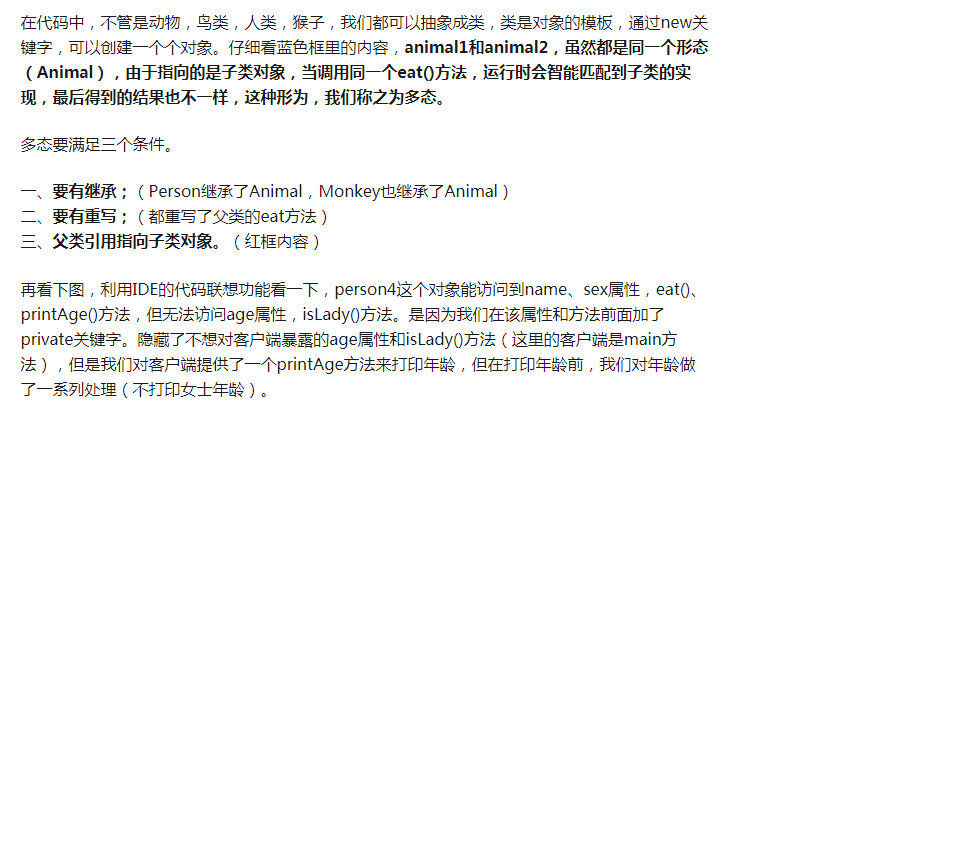 在代码中，不管是动物，鸟类，人类，猴子，我们都可以抽象成类，类是对象的模板，通过new关
键字，可以创建一个个对象。仔细看蓝色框里的内容，animal1和animal2，虽然都是同一个形态
（Animal），由于指向的是子类对象，当调用同一个eat()方法，运行时会智能匹配到子类的实
现，最后得到的结果也不一样，这种形为，我们称之为多态。
多态要满足三个条件。
一、要有继承；（Person继承了Animal，Monkey也继承了Animal）
二、要有重写；（都重写了父类的eat方法）
三、父类引用指向子类对象。（红框内容）
再看下图，利用IDE的代码联想功能看一下，person4这个对象能访问到name、sex属性，eat()、
printAge()方法，但无法访问age属性，isLady()方法。是因为我们在该属性和方法前面加了
private关键字。隐藏了不想对客户端暴露的age属性和isLady()方法（这里的客户端是main方
法），但是我们对客户端提供了一个printAge方法来打印年龄，但在打印年龄前，我们对年龄做
了一系列处理（不打印女士年龄）。